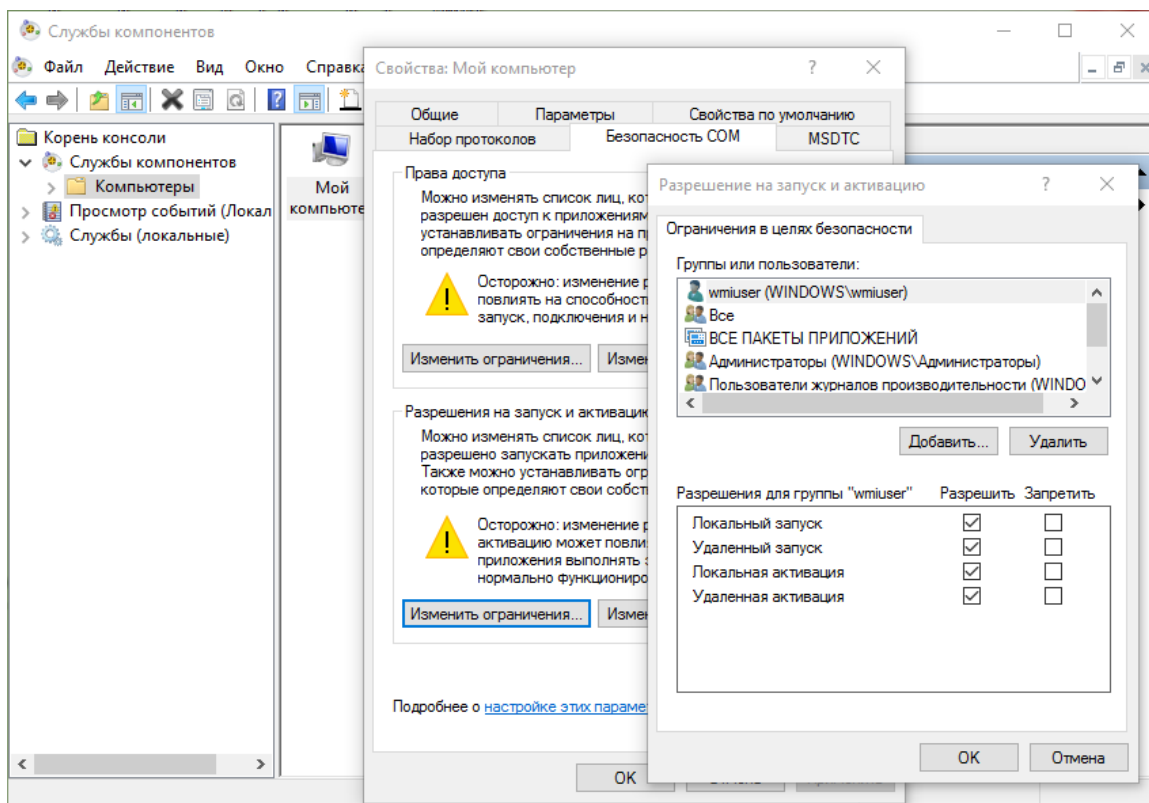 Службы компонентов
Файл Действие Вид Окно Справка
Корень консоли
Службы компонентов
Компьютеры
Просмотр событий (Локал
Службы (локальные)
Мой
компьюте
Свойства: Мой компьютер
Общие Параметры Свойства по умолчанию
Набор протоколов Безопасность COM MSDTC
Права доступа
Можно изменять список лиц, кот
разрешен доступ к приложениям
устанавливать ограничения на п
определяют свои собственные р
Осторожно: изменение р
повлиять на способност
запуск, подключения и н
Изменить ограничения... Измен
Разрешения на запуск и активацию
Можно изменять список лиц, кот
разрешено запускать приложени
Также можно устанавливать огр
которые определяют свои собст
Осторожно: изменение р
активацию может повли
приложения выполнять з
нормально функциониро
Изменить ограничения... Измен
Подробнее о настройке этих параме
OK
Разрешение на запуск и активацию
Ограничения в целях безопасности
Группы или пользователи:
wmiuser (WINDOWS\wmiuser)
Все
ВСЕ ПАКЕТЫ ПРИЛОЖЕНИЙ
Администраторы (WINDOWS\Администраторы)
Пользователи журналов производительности (WINDO
Добавить... Удалить
Разрешения для группы "wmiuser" Разрешить Запретить
Локальный запуск
Удаленный запуск
Локальная активация
Удаленная активация
OK Отмена